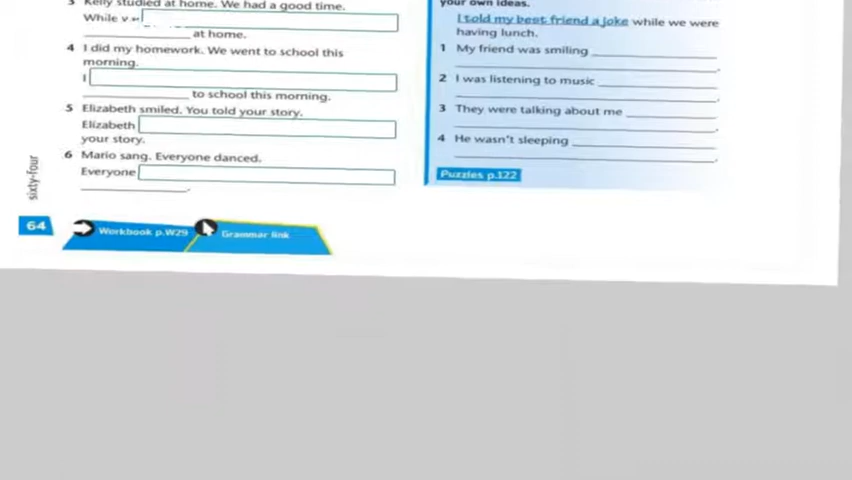 3 Kelly studied at home. We had a good time.
While
at home.
4 I did my homework. We went to school this
morning.
I
to school this morning.
5 Elizabeth smiled. You told your story.
Elizabeth
your story.
6 Mario sang. Everyone danced.
Everyone
your own ideas.
I told my best friend a joke while we were
having lunch.
1 My friend was smiling
2 I was listening to music
3 They were talking about me
4 He wasn't sleeping
Puzzles p.122
sixty-four
64
Workbook p.W29
Grammar link